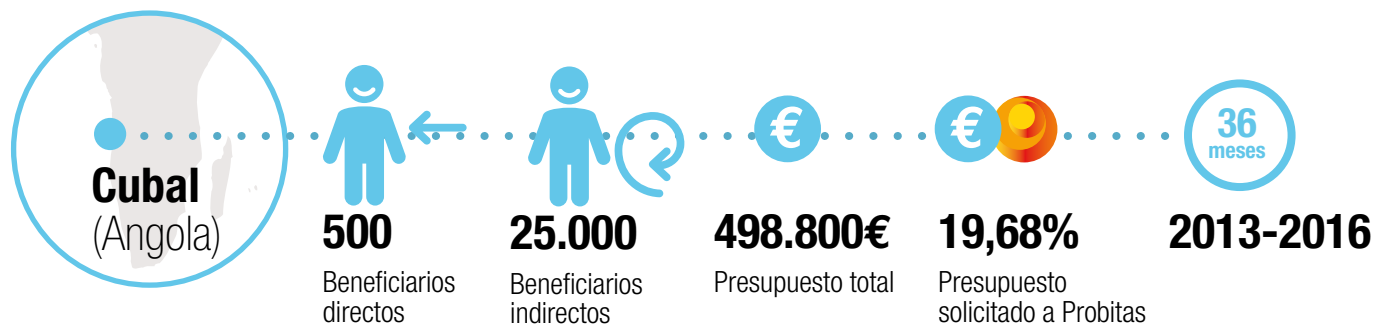 Cubal
(Angola)
500
Beneficiarios
directos
25.000
Beneficiarios
indirectos
€
498.800€
Presupuesto total
€
19,68%
Presupuesto
solicitado a Probitas
36
meses
2013-2016